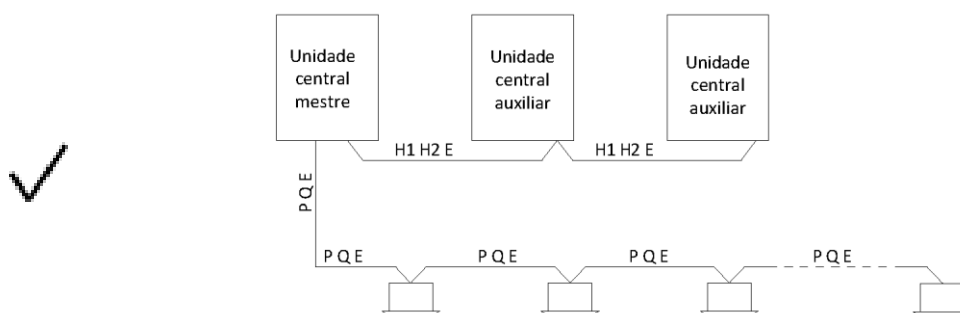 Unidade
central
mestre
Unidade
central
auxiliar
Unidade
central
auxiliar
H1 H2 E
H1 H2 E
P Q E
P Q E
P Q E
P Q E
P Q E